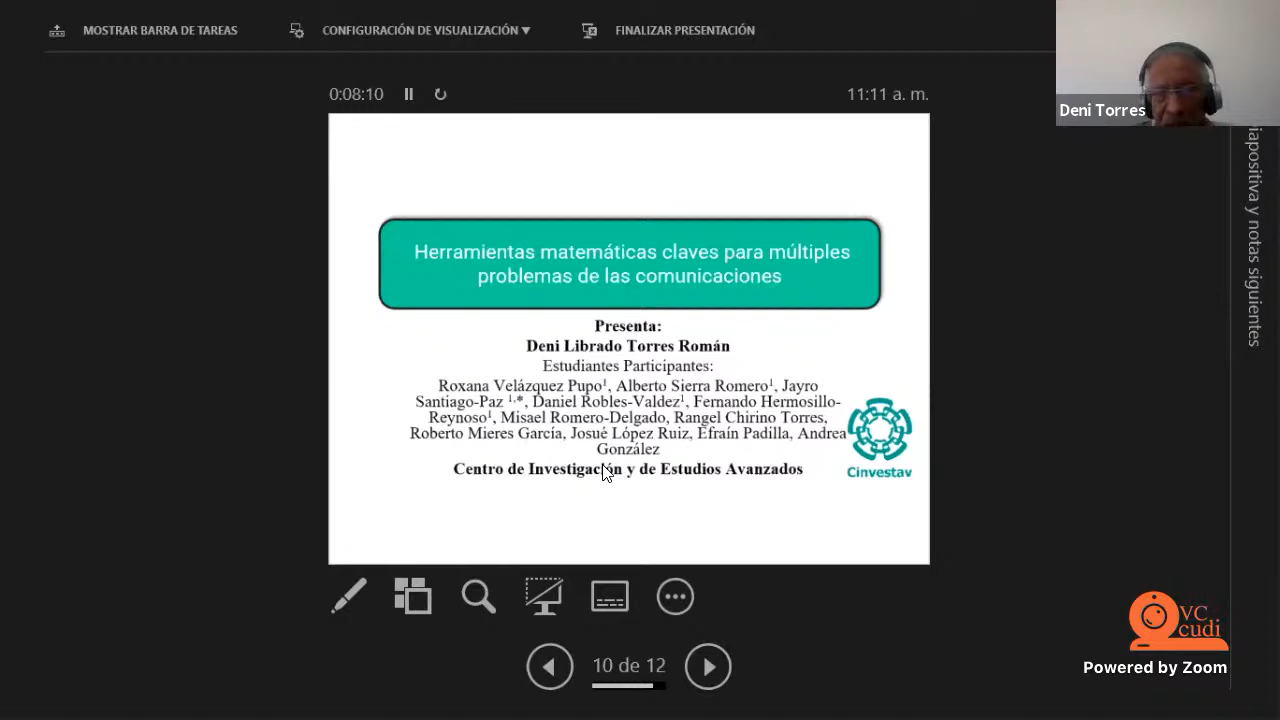 MOSTRAR BARRA DE TAREAS
CONFIGURACIÓN DE VISUALIZACIÓN ▼
FINALIZAR PRESENTACIÓN
Deni Torres
0:08:10
11:11 a. m.
Herramientas matemáticas claves para múltiples
problemas de las comunicaciones
Presenta:
Deni Librado Torres Román
Estudiantes Participantes:
Roxana Velázquez Pupo¹, Alberto Sierra Romero¹, Jayro
Santiago-Paz ¹,*, Daniel Robles-Valdez¹, Fernando Hermosillo-
Reynoso¹, Misael Romero-Delgado, Rangel Chirino Torres,
Roberto Mieres García, Josué López Ruiz, Efraín Padilla, Andrea
González
Centro de Investigación y de Estudios Avanzados
Cinvestav
iapositiva y notas siguientes
10 de 12
VC
cudi
Powered by Zoom